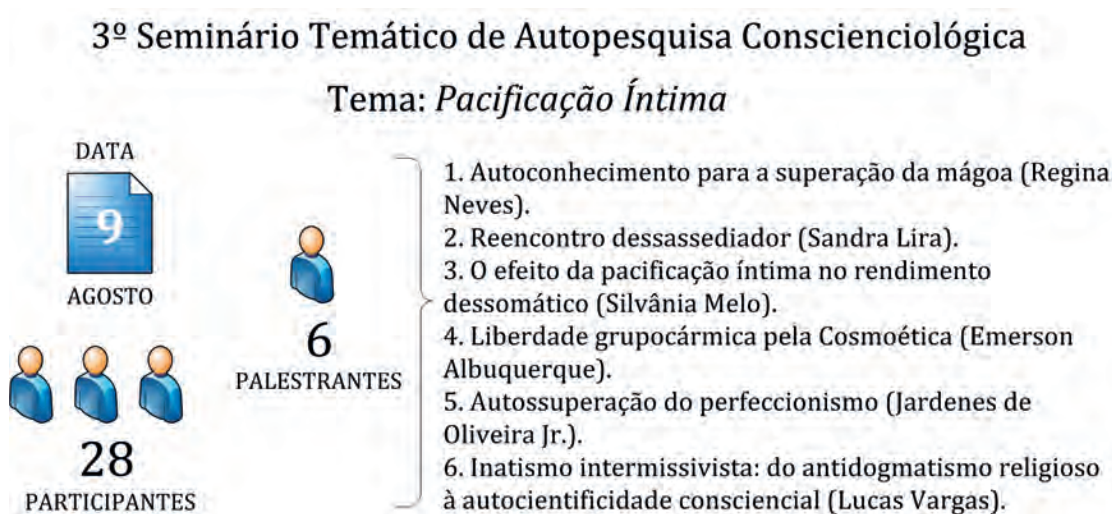 3º Seminário Temático de Autopesquisa Conscienciológica
Tema: Pacificação Íntima
DATA
9
AGOSTO
28
PARTICIPANTES
6
PALESTRANTES
1. Autoconhecimento para a superação da mágoa (Regina
Neves).
2. Reencontro dessassediador (Sandra Lira).
3. O efeito da pacificação íntima no rendimento
dessomático (Silvânia Melo).
4. Liberdade grupocármica pela Cosmoética (Emerson
Albuquerque).
5. Autossuperação do perfeccionismo (Jardenes de
Oliveira Jr.).
6. Inatismo intermissivista: do antidogmatismo religioso
à autocientificidade consciencial (Lucas Vargas).